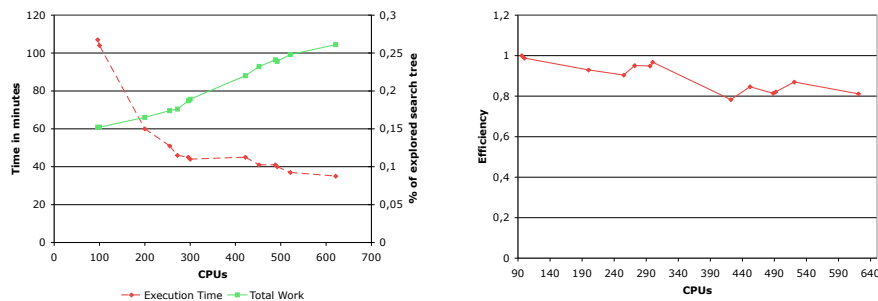 120
100
80
60
40
20
0
0,3
0,25
0,2
0,15
0,1
0,05
0
Time in minutes
% of explored search tree
0 100 200 300 400 500 600 700
CPUs
Execution Time Total Work
1,2
1
0,8
0,6
0,4
0,2
0
Efficiency
90 140 190 240 290 340 390 440 490 540 590 640
CPUs